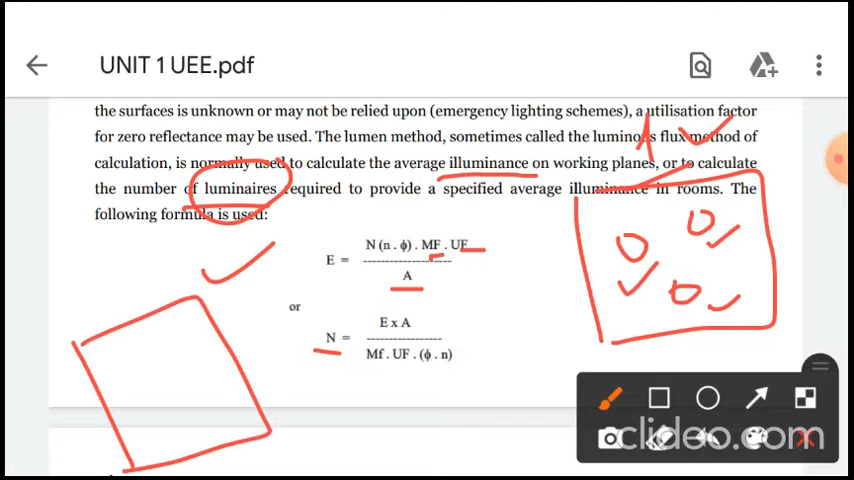 UNIT 1 UEE.pdf
the surfaces is unknown or may not be relied upon (emergency lighting schemes), a utilisation factor
for zero reflectance may be used. The lumen method, sometimes called the luminous flux method of
calculation, is normally used to calculate the average illuminance on working planes, or to calculate
the number of luminaires required to provide a specified average illuminance in rooms. The
following formula is used:
N (n . ϕ) . MF . UF
E = --------------------
A
or
E x A
N = ----------------
Mf . UF . (ϕ . n)
clideo.com